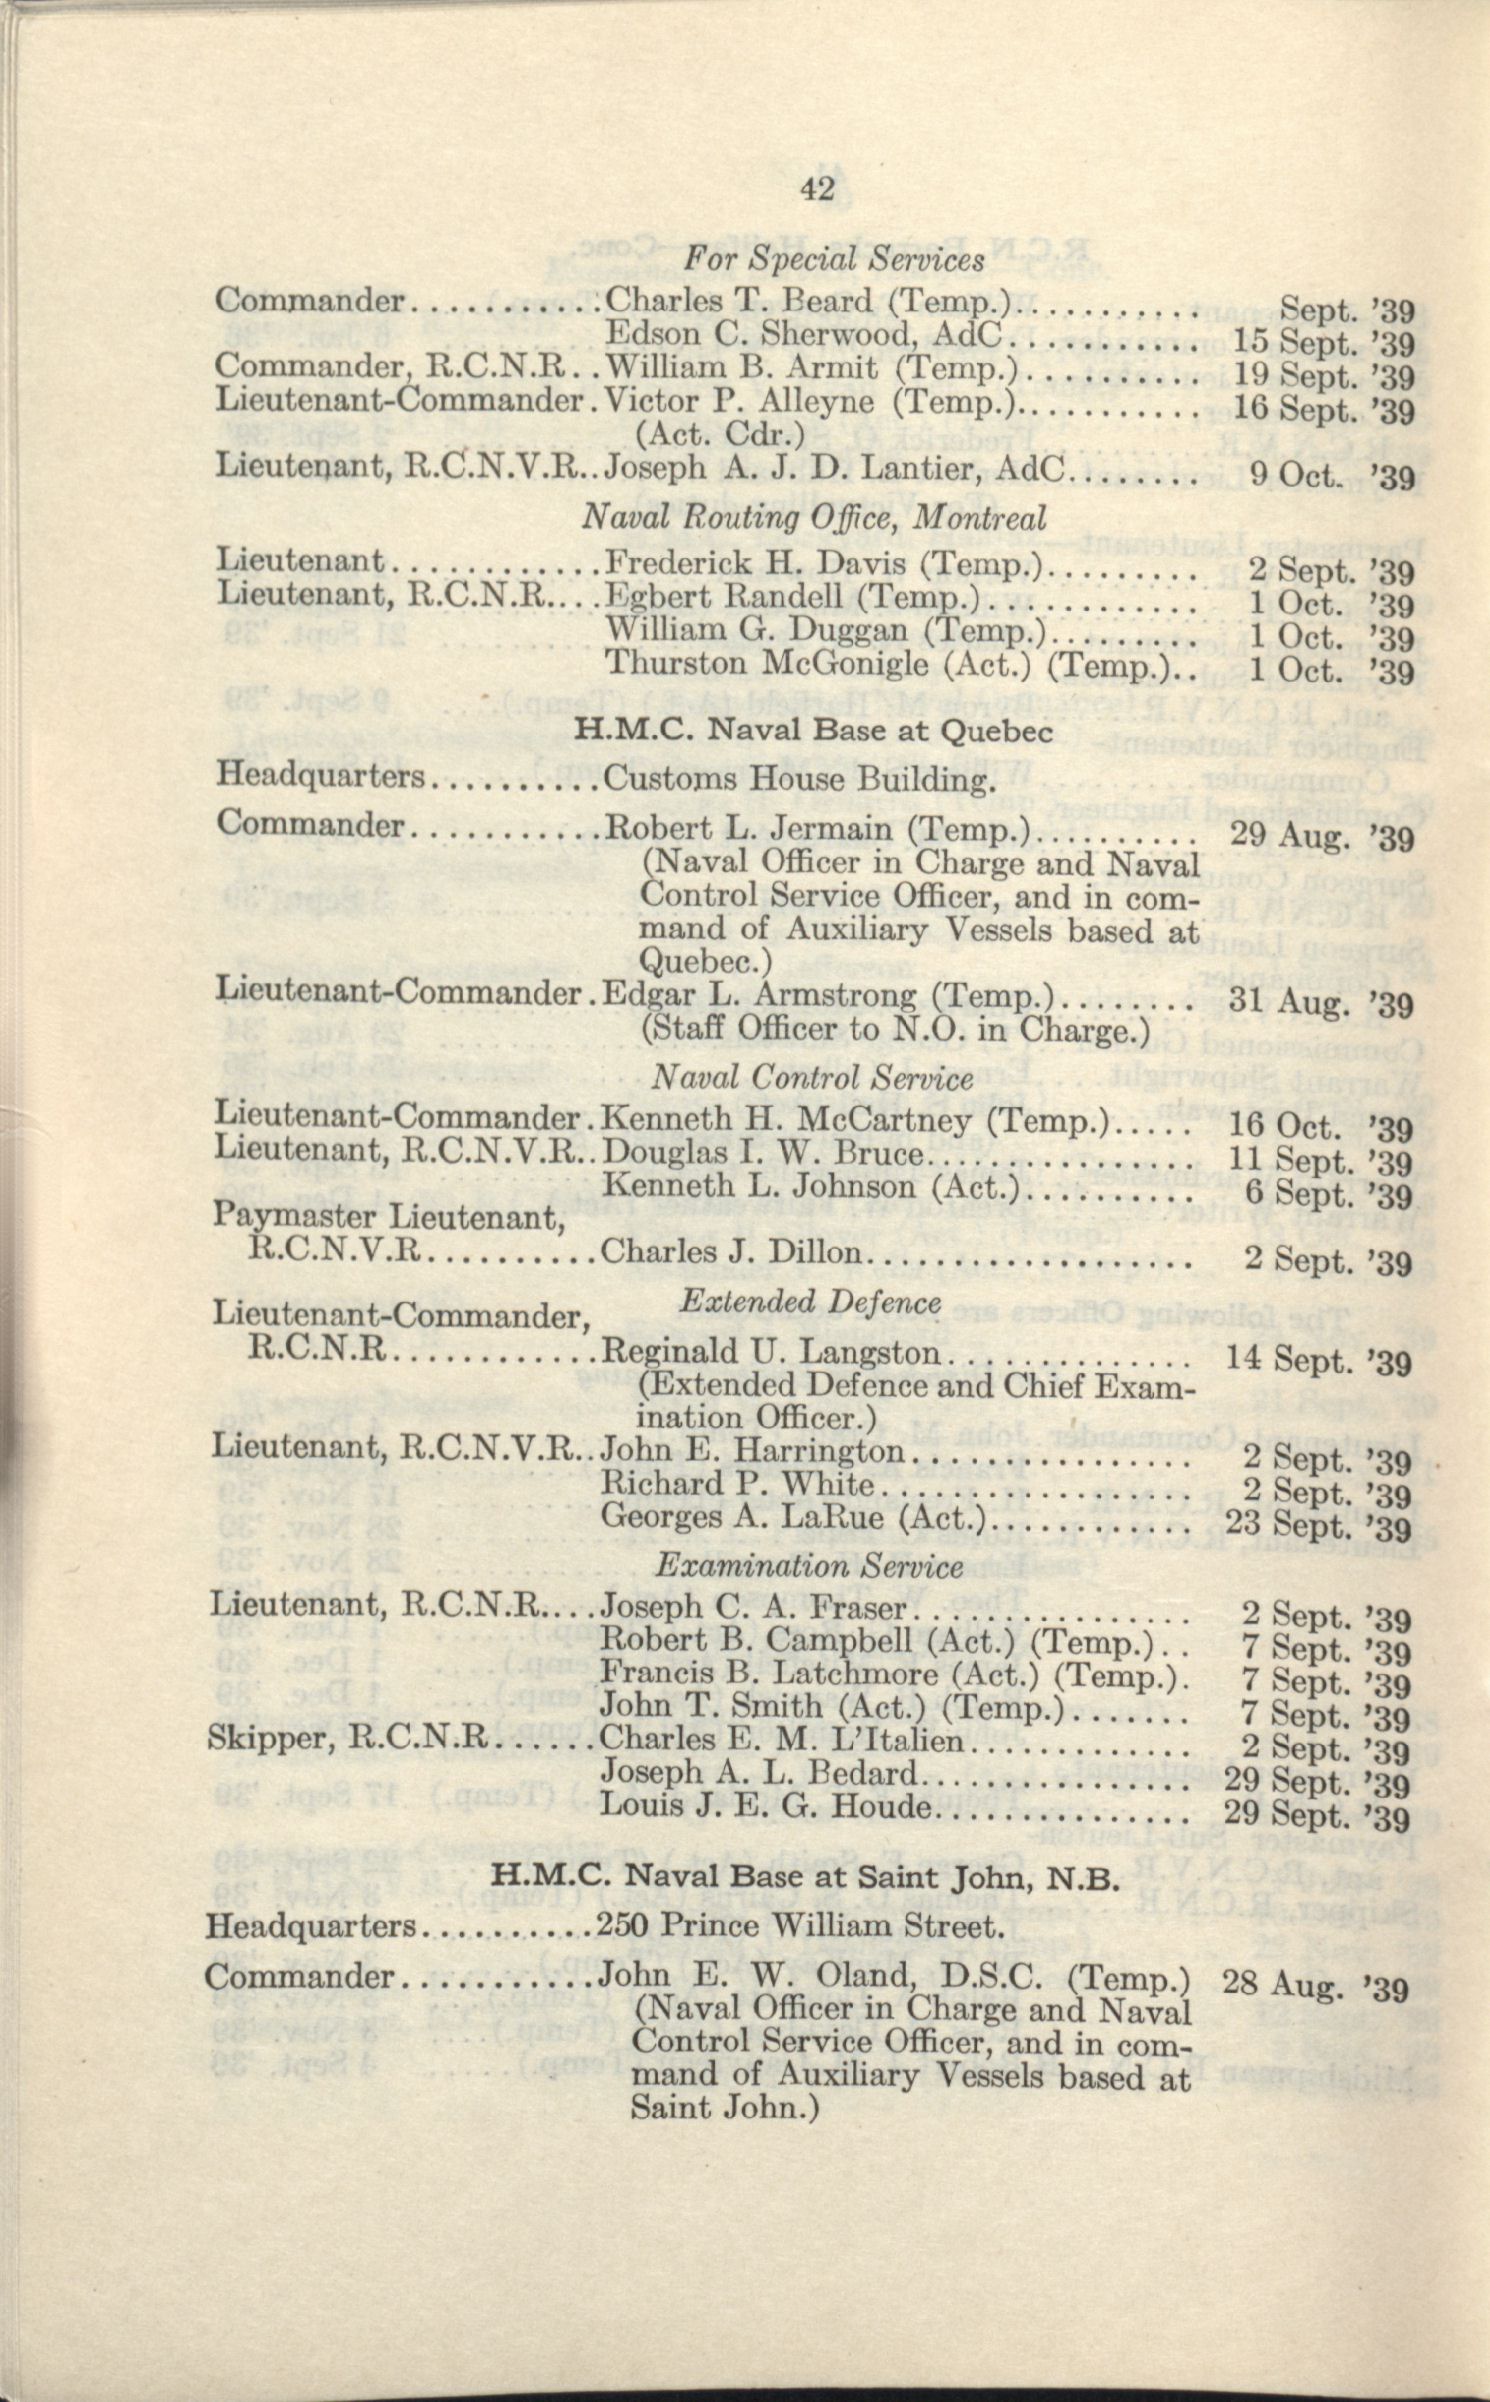 42
For Special Services
Commander...........Charles T. Beard (Temp.)........... Sept. '39
Edson C. Sherwood, AdC........... 15 Sept. '39
Commander, R.C.N.R..William B. Armit (Temp.).......... 19 Sept. '39
Lieutenant-Commander.Victor P. Alleyne (Temp.)........... 16 Sept. '39
(Act. Cdr.)
Lieutenant, R.C.N.V.R..Joseph A. J. D. Lantier, AdC........ 9 Oct. '39
Naval Routing Office, Montreal
Lieutenant............Frederick H. Davis (Temp.)......... 2 Sept. '39
Lieutenant, R.C.N.R....Egbert Randell (Temp.)............. 1 Oct. '39
William G. Duggan (Temp.)......... 1 Oct. '39
Thurston McGonigle (Act.) (Temp.).. 1 Oct. '39
H.M.C. Naval Base at Quebec
Headquarters..........Customs House Building.
Commander...........Robert L. Jermain (Temp.).......... 29 Aug. '39
(Naval Officer in Charge and Naval
Control Service Officer, and in com-
mand of Auxiliary Vessels based at
Quebec.)
Lieutenant-Commander.Edgar L. Armstrong (Temp.)........ 31 Aug. '39
(Staff Officer to N.O. in Charge.)
Naval Control Service
Lieutenant-Commander.Kenneth H. McCartney (Temp.)..... 16 Oct. '39
Lieutenant, R.C.N.V.R..Douglas I. W. Bruce................ 11 Sept. '39
Kenneth L. Johnson (Act.).......... 6 Sept. '39
Paymaster Lieutenant,
R.C.N.V.R..........Charles J. Dillon................... 2 Sept. '39
Extended Defence
Lieutenant-Commander,
R.C.N.R............Reginald U. Langston.............. 14 Sept. '39
(Extended Defence and Chief Exam-
ination Officer.)
Lieutenant, R.C.N.V.R..John E. Harrington................ 2 Sept. '39
Richard P. White.................. 2 Sept. '39
Georges A. LaRue (Act.)............ 23 Sept. '39
Examination Service
Lieutenant, R.C.N.R....Joseph C. A. Fraser................ 2 Sept. '39
Robert B. Campbell (Act.) (Temp.).. 7 Sept. '39
Francis B. Latchmore (Act.) (Temp.). 7 Sept. '39
John T. Smith (Act.) (Temp.)....... 7 Sept. '39
Skipper, R.C.N.R......Charles E. M. L'Italien............. 2 Sept. '39
Joseph A. L. Bedard................ 29 Sept. '39
Louis J. E. G. Houde............... 29 Sept. '39
H.M.C. Naval Base at Saint John, N.B.
Headquarters..........250 Prince William Street.
Commander...........John E. W. Oland, D.S.C. (Temp.) 28 Aug. '39
(Naval Officer in Charge and Naval
Control Service Officer, and in com-
mand of Auxiliary Vessels based at
Saint John.)